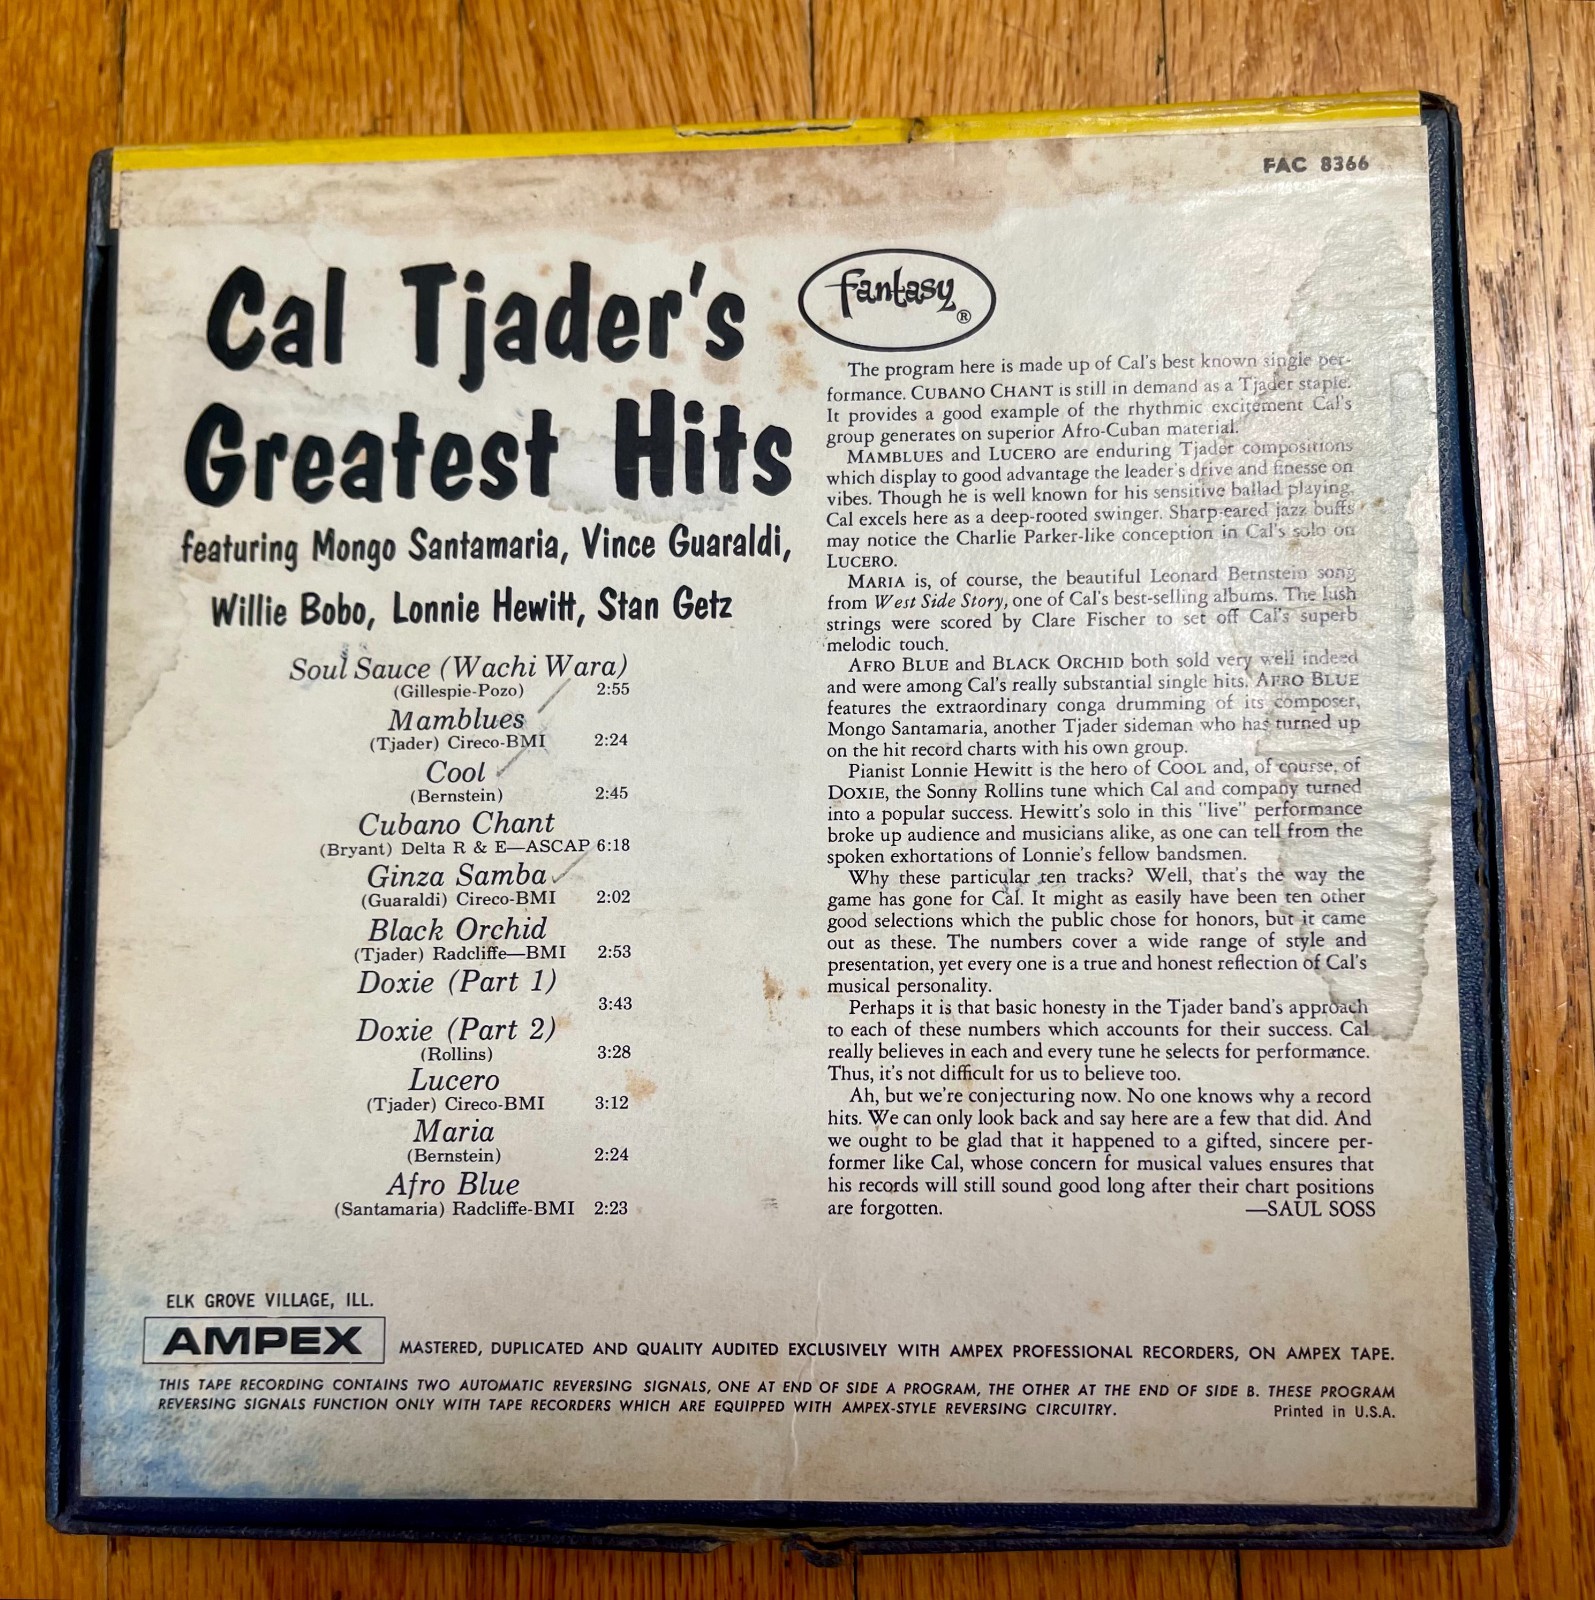 FAC 8366
Cal Tjader's
Greatest Hits
featuring Mongo Santamaria, Vince Guaraldi,
Willie Bobo, Lonnie Hewitt, Stan Getz
Soul Sauce (Wachi Wara)
(Gillespie-Pozo) 2:55
Mamblues
(Tjader) Cireco-BMI 2:24
Cool
(Bernstein) 2:45
Cubano Chant
(Bryant) Delta R & E—ASCAP 6:18
Ginza Samba
(Guaraldi) Cireco-BMI 2:02
Black Orchid
(Tjader) Radcliffe—BMI 2:53
Doxie (Part 1)
3:43
Doxie (Part 2)
(Rollins) 3:28
Lucero
(Tjader) Cireco-BMI 3:12
Maria
(Bernstein) 2:24
Afro Blue
(Santamaria) Radcliffe-BMI 2:23
fantasy ®
The program here is made up of Cal's best known single per-
formance. CUBANO CHANT is still in demand as a Tjader staple.
It provides a good example of the rhythmic excitement Cal's
group generates on superior Afro-Cuban material.
MAMBLUES and LUCERO are enduring Tjader compositions
which display to good advantage the leader's drive and finesse on
vibes. Though he is well known for his sensitive ballad playing,
Cal excels here as a deep-rooted swinger. Sharp-eared jazz buffs
may notice the Charlie Parker-like conception in Cal's solo on
LUCERO.
MARIA is, of course, the beautiful Leonard Bernstein song
from West Side Story, one of Cal's best-selling albums. The lush
strings were scored by Clare Fischer to set off Cal's superb
melodic touch.
AFRO BLUE and BLACK ORCHID both sold very well indeed
and were among Cal's really substantial single hits. AFRO BLUE
features the extraordinary conga drumming of its composer,
Mongo Santamaria, another Tjader sideman who has turned up
on the hit record charts with his own group.
Pianist Lonnie Hewitt is the hero of COOL and, of course, of
DOXIE, the Sonny Rollins tune which Cal and company turned
into a popular success. Hewitt's solo in this "live" performance
broke up audience and musicians alike, as one can tell from the
spoken exhortations of Lonnie's fellow bandsmen.
Why these particular ten tracks? Well, that's the way the
game has gone for Cal. It might as easily have been ten other
good selections which the public chose for honors, but it came
out as these. The numbers cover a wide range of style and
presentation, yet every one is a true and honest reflection of Cal's
musical personality.
Perhaps it is that basic honesty in the Tjader band's approach
to each of these numbers which accounts for their success. Cal
really believes in each and every tune he selects for performance.
Thus, it's not difficult for us to believe too.
Ah, but we're conjecturing now. No one knows why a record
hits. We can only look back and say here are a few that did. And
we ought to be glad that it happened to a gifted, sincere per-
former like Cal, whose concern for musical values ensures that
his records will still sound good long after their chart positions
are forgotten. —SAUL SOSS
ELK GROVE VILLAGE, ILL.
AMPEX MASTERED, DUPLICATED AND QUALITY AUDITED EXCLUSIVELY WITH AMPEX PROFESSIONAL RECORDERS, ON AMPEX TAPE.
THIS TAPE RECORDING CONTAINS TWO AUTOMATIC REVERSING SIGNALS, ONE AT END OF SIDE A PROGRAM, THE OTHER AT THE END OF SIDE B. THESE PROGRAM
REVERSING SIGNALS FUNCTION ONLY WITH TAPE RECORDERS WHICH ARE EQUIPPED WITH AMPEX-STYLE REVERSING CIRCUITRY. Printed in U.S.A.